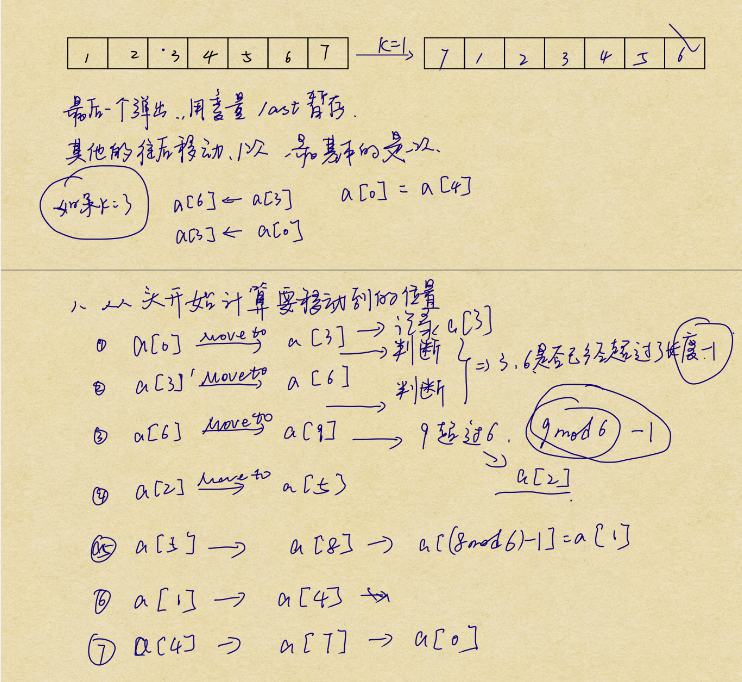 1 2 3 4 5 6 7 K=1 7 1 2 3 4 5 6
最后一个弹出,用变量 last 暂存.
其他的往后移动,1次 最基本的是一次.
如果k=3 a[6] ← a[3] a[0] = a[4]
a[3] ← a[0]
1、从头开始计算要移动到的位置
① a[0] move to a[3] → 记录 a[3]
→ 判断
② a[3] move to a[6] ⇒ 3.6是否已经超过了长度-1
→ 判断
③ a[6] move to a[9] → 9超过6. 9 mod 6 -1
a[2]
④ a[2] move to a[5]
⑤ a[5] → a[8] → a[(8mod6)-1]=a[1]
⑥ a[1] → a[4] →
⑦ a[4] → a[7] → a[0]